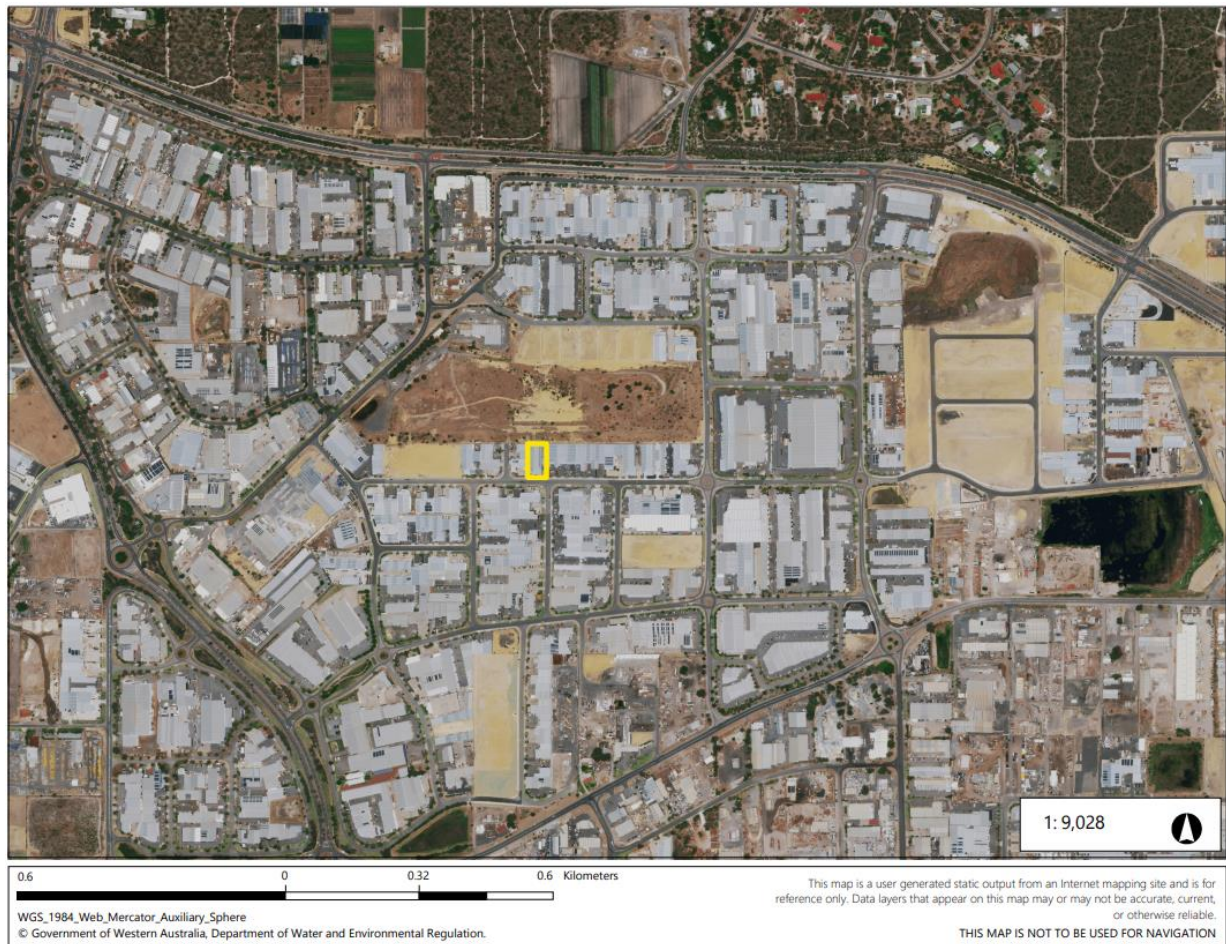 1: 9,028
0.6 0 0.32 0.6 Kilometers
WGS_1984_Web_Mercator_Auxiliary_Sphere
© Government of Western Australia, Department of Water and Environmental Regulation.
This map is a user generated static output from an Internet mapping site and is for
reference only. Data layers that appear on this map may or may not be accurate, current,
or otherwise reliable.
THIS MAP IS NOT TO BE USED FOR NAVIGATION